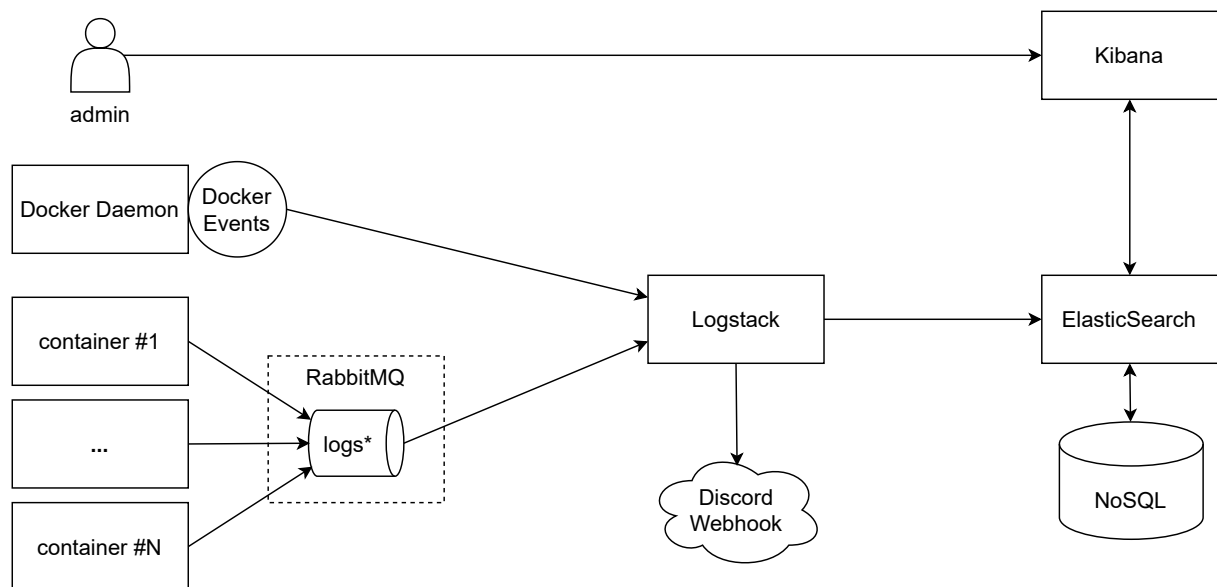 Kibana
admin
Docker Daemon
Docker
Events
Logstack
ElasticSearch
container #1
RabbitMQ
logs*
...
container #N
Discord
Webhook
NoSQL